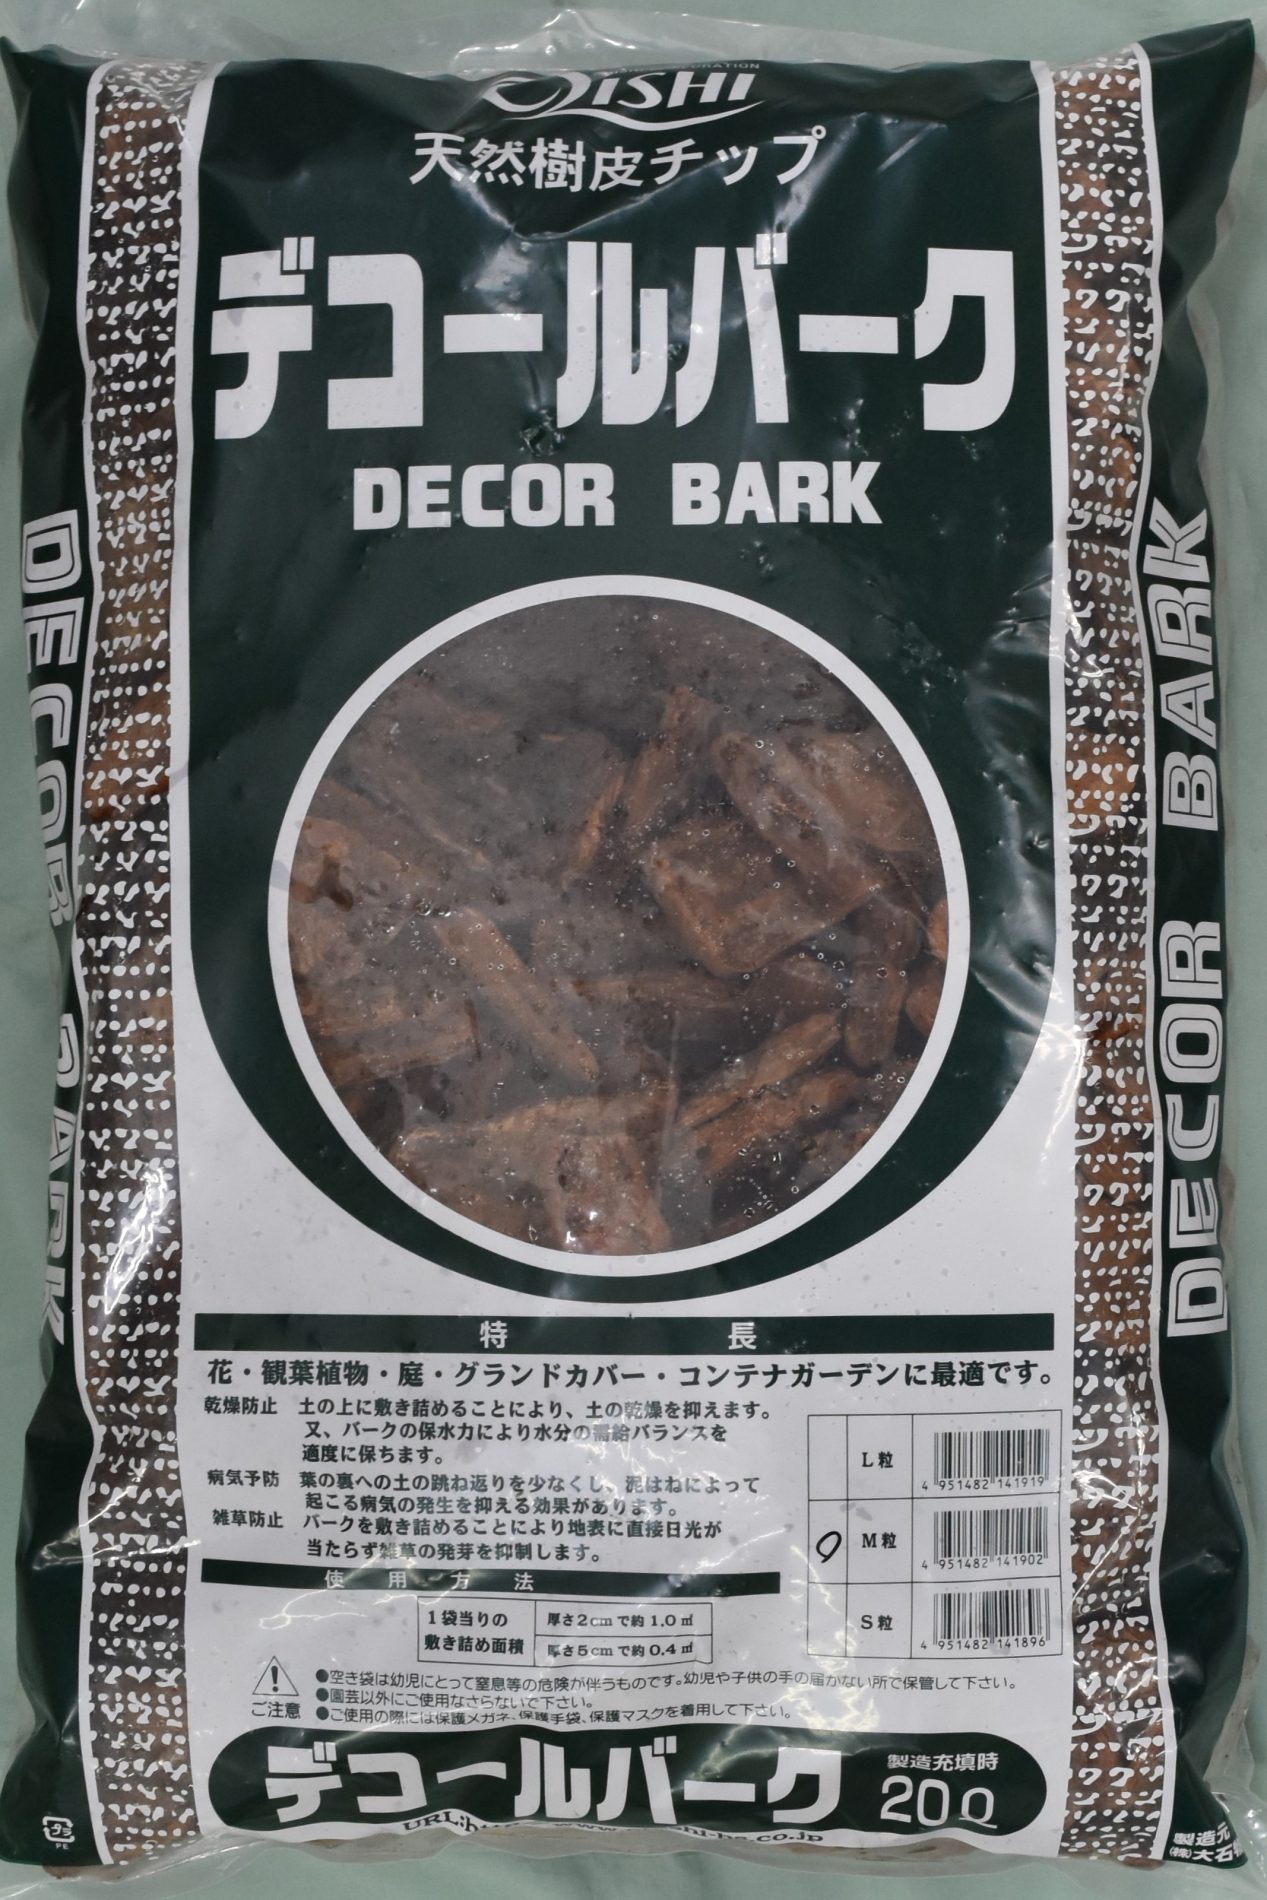 OISHI
天然樹皮チップ
デコールバーク
DECOR BARK
DECOR BARK
DECOR BARK
特長
花・観葉植物・庭・グランドカバー・コンテナガーデンに最適です。
乾燥防止 土の上に敷き詰めることにより、土の乾燥を抑えます。
又、バークの保水力により水分の需給バランスを
適度に保ちます。
病気予防 葉の裏への土の跳ね返りを少なくし、泥はねによって
起こる病気の発生を抑える効果があります。
雑草防止 バークを敷き詰めることにより地表に直接日光が
当たらず雑草の発芽を抑制します。
L粒 4 951482 141919
M粒 4 951482 141902
S粒 4 951482 141896
使用方法
1袋当りの
敷き詰め面積
厚さ2cmで約1.0㎡
厚さ5cmで約0.4㎡
ご注意
●空き袋は幼児にとって窒息等の危険が伴うものです。幼児や子供の手の届かない所で保管して下さい。
●園芸以外にご使用なさらないで下さい。
●ご使用の際には保護メガネ、保護手袋、保護マスクを着用して下さい。
デコールバーク
製造充填時
20ℓ
プラ
PE
製造元
(株)大石